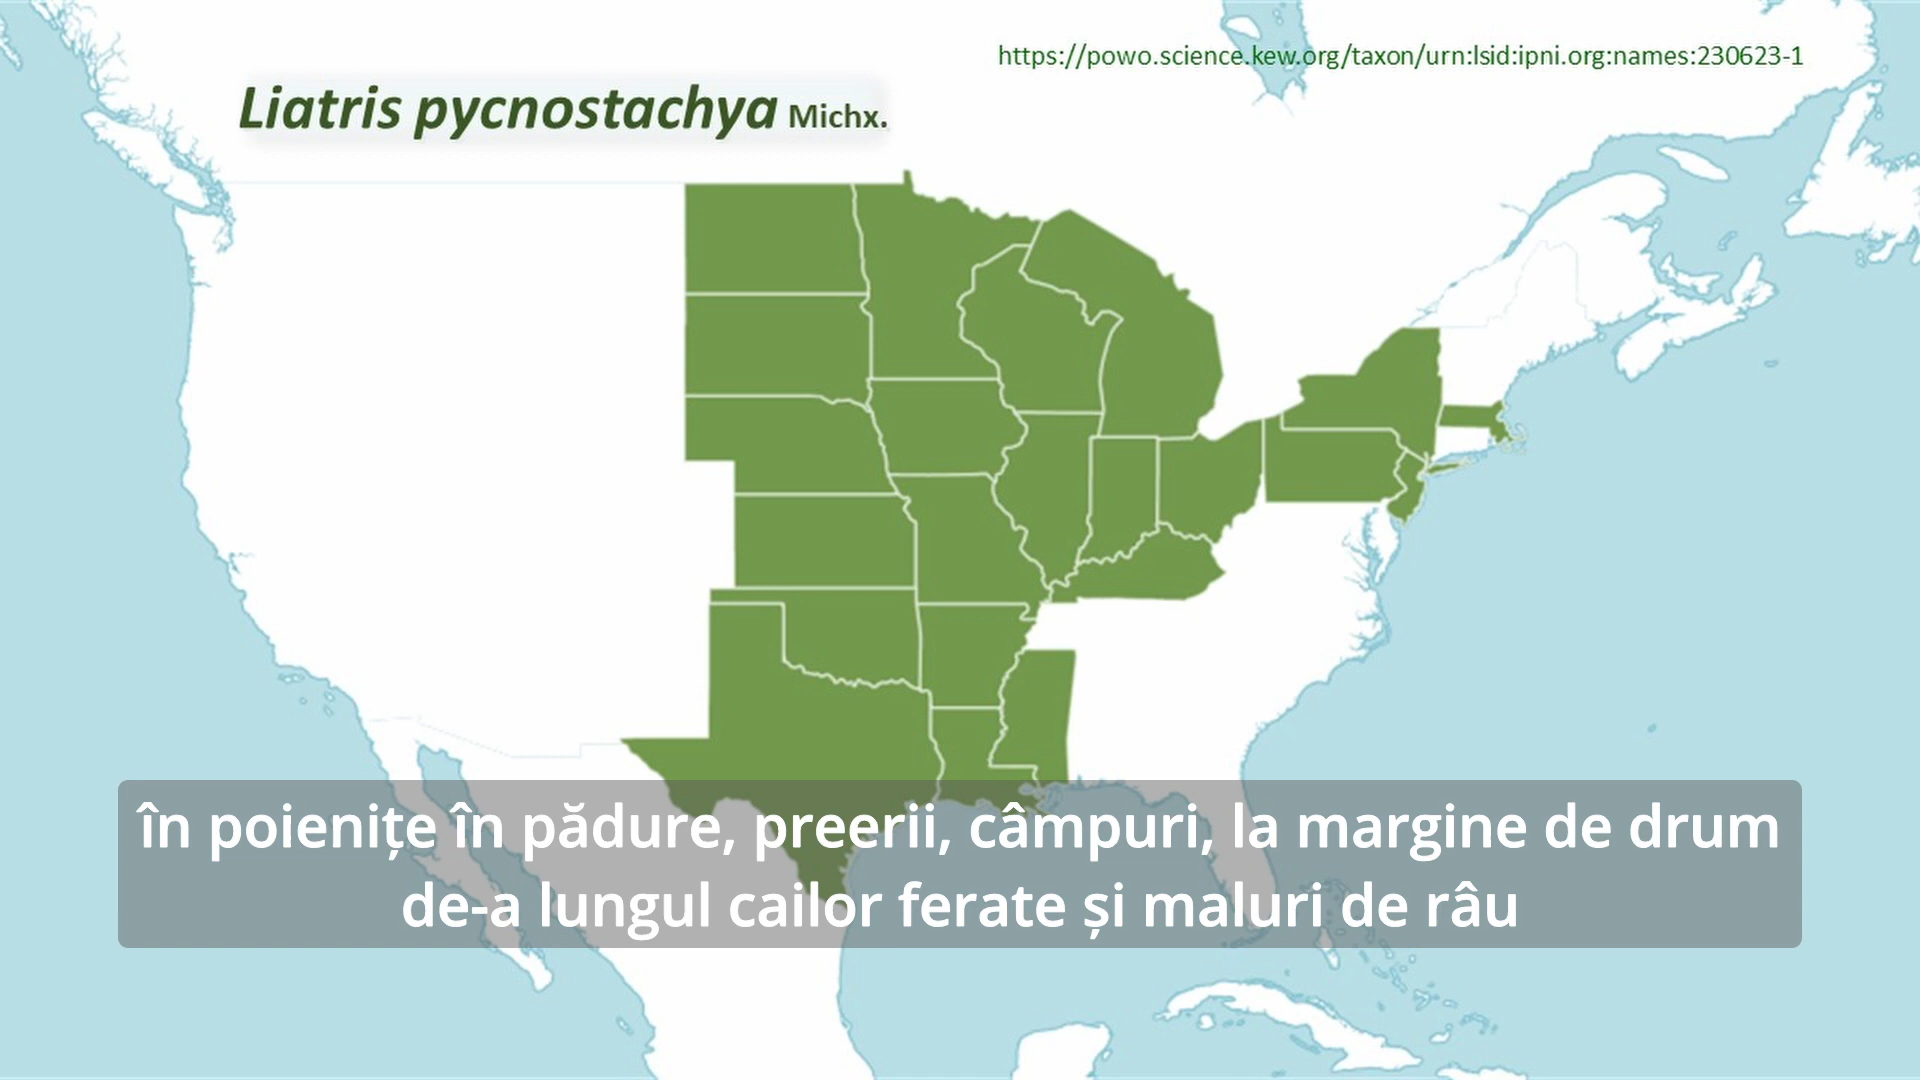 https://powo.science.kew.org/taxon/urn:lsid:ipni.org:names:230623-1
Liatris pycnostachya Michx.
în poienițe în pădure, preerii, câmpuri, la margine de drum
de-a lungul cailor ferate și maluri de râu